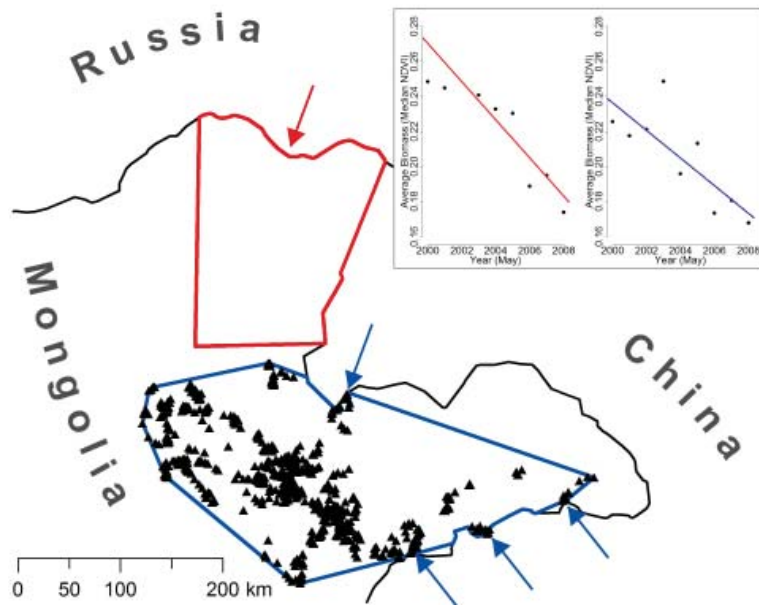 Russia
Mongolia
China
0 50 100 200 km
Average Biomass (Median NDVI)
0.28
0.26
0.24
0.22
0.20
0.18
0.16
2000 2002 2004 2006 2008
Year (May)
Average Biomass (Median NDVI)
0.28
0.26
0.24
0.22
0.20
0.18
0.16
2000 2002 2004 2006 2008
Year (May)